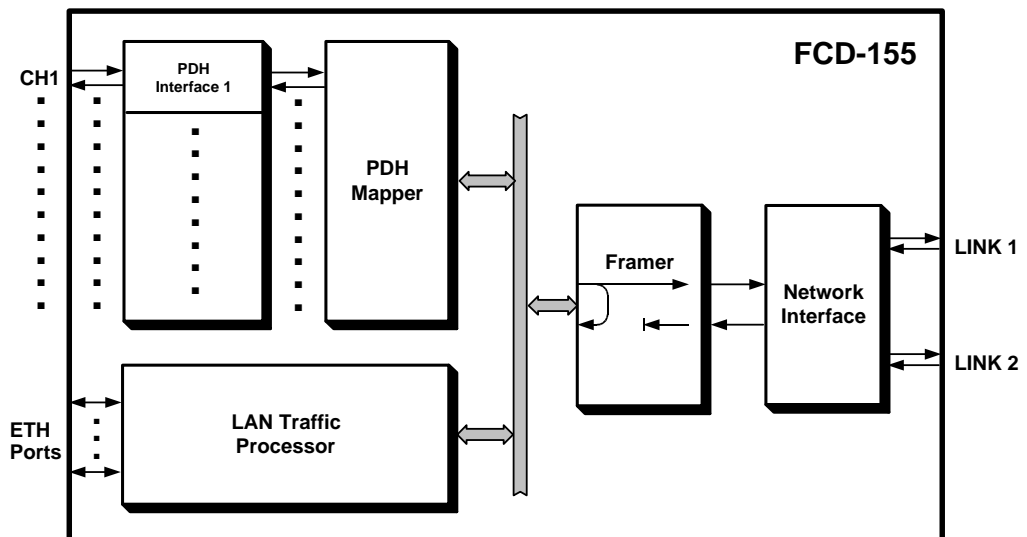 FCD-155
CH1
PDH
Interface 1
PDH
Mapper
Framer
Network
Interface
LINK 1
LINK 2
ETH
Ports
LAN Traffic
Processor